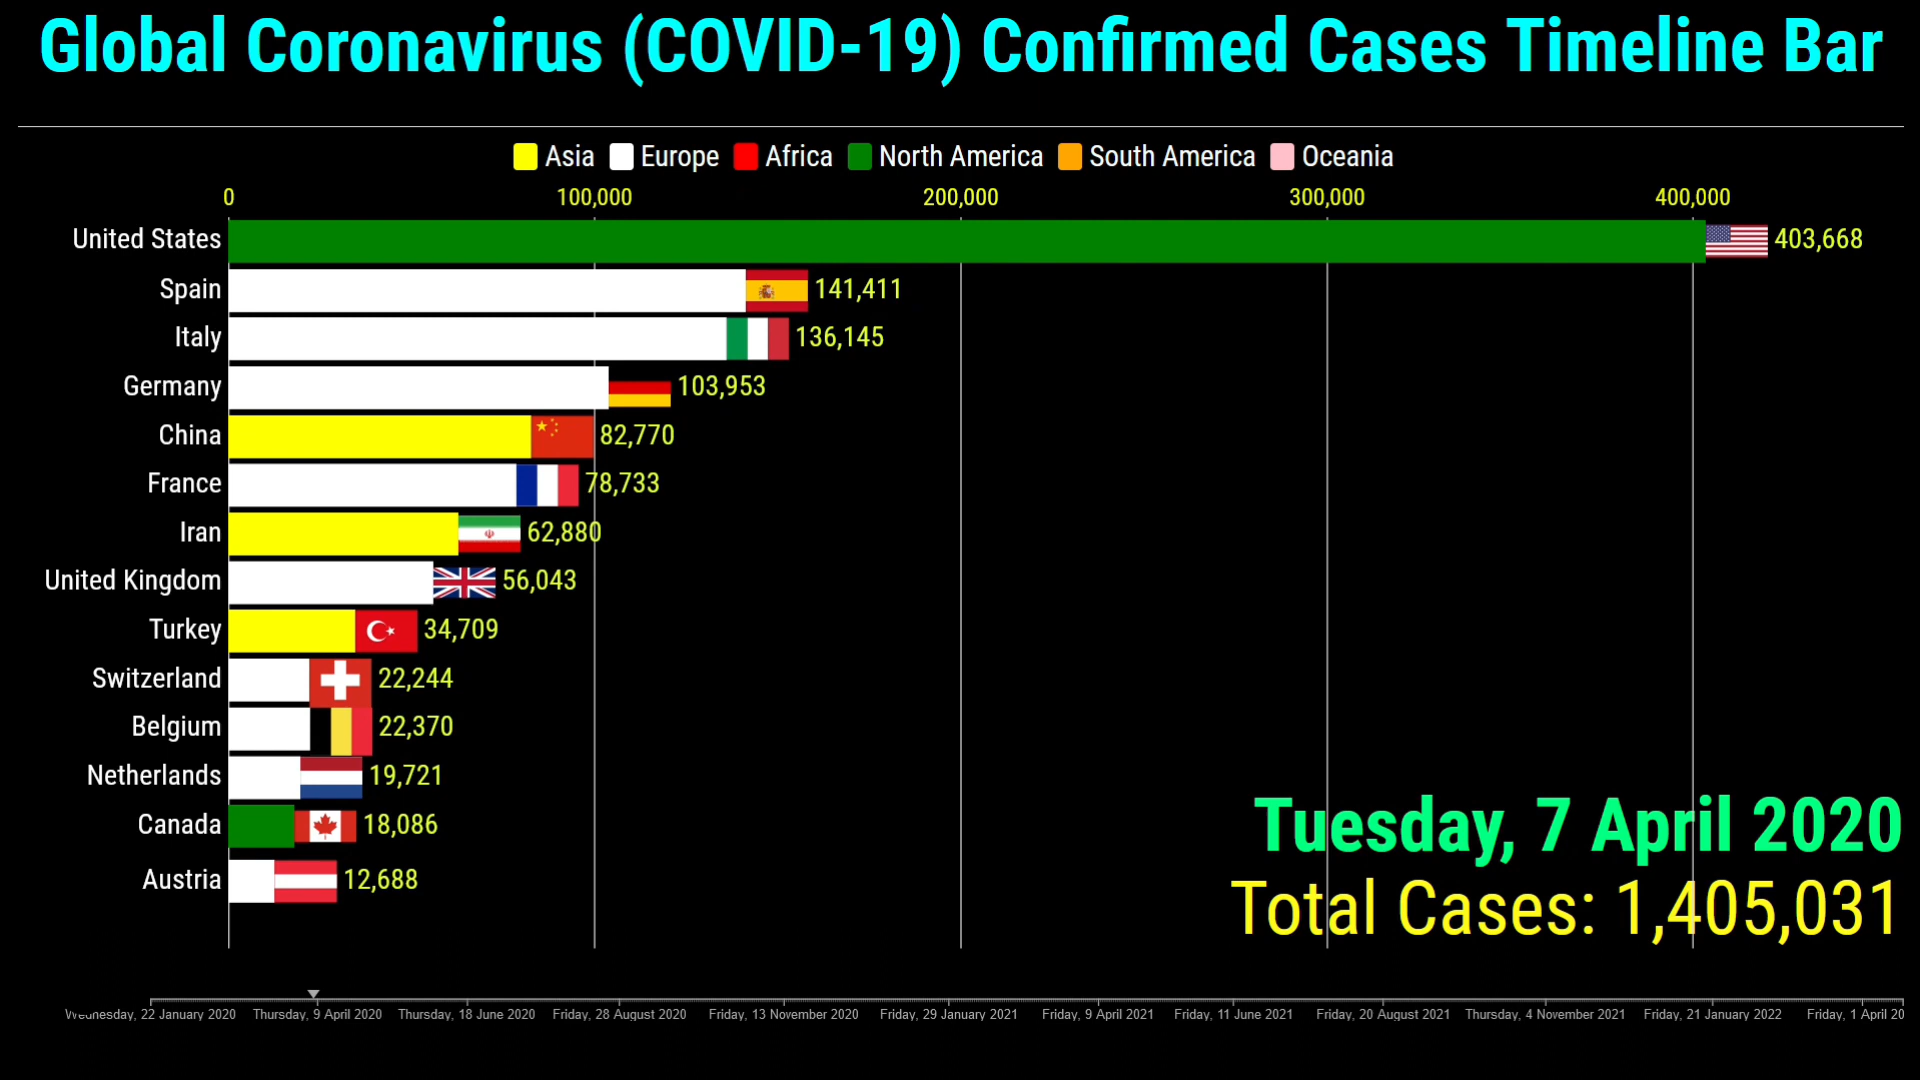 Global Coronavirus (COVID-19) Confirmed Cases Timeline Bar
Asia Europe Africa North America South America Oceania
0 100,000 200,000 300,000 400,000
United States 403,668
Spain 141,411
Italy 136,145
Germany 103,953
China 82,770
France 78,733
Iran 62,880
United Kingdom 56,043
Turkey 34,709
Switzerland 22,244
Belgium 22,370
Netherlands 19,721
Canada 18,086
Austria 12,688
Tuesday, 7 April 2020
Total Cases: 1,405,031
Wednesday, 22 January 2020 Thursday, 9 April 2020 Thursday, 18 June 2020 Friday, 28 August 2020 Friday, 13 November 2020 Friday, 29 January 2021 Friday, 9 April 2021 Friday, 11 June 2021 Friday, 20 August 2021 Thursday, 4 November 2021 Friday, 21 January 2022 Friday, 1 April 20